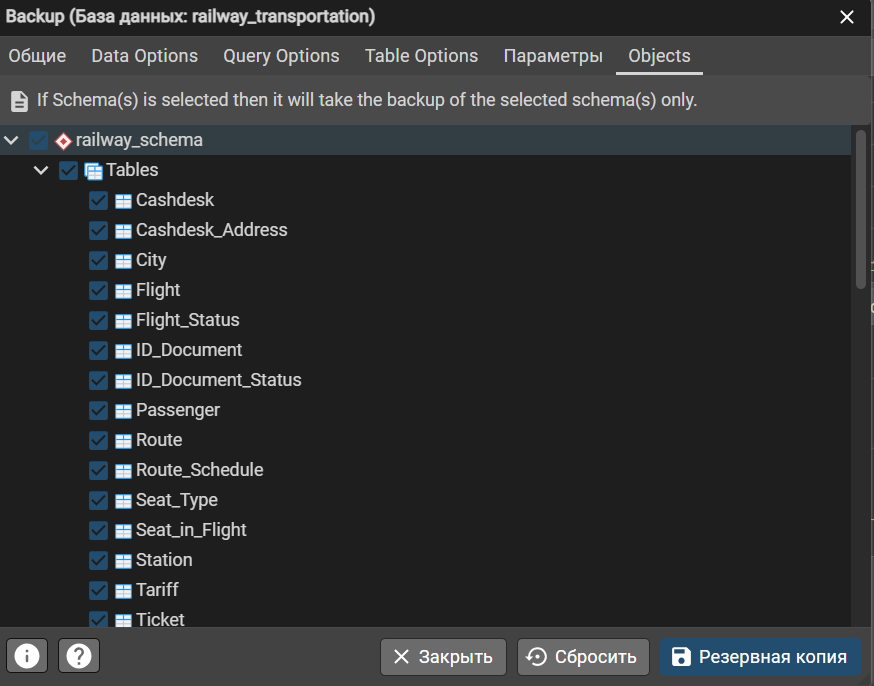 Backup (База данных: railway_transportation)
Общие Data Options Query Options Table Options Параметры Objects
If Schema(s) is selected then it will take the backup of the selected schema(s) only.
railway_schema
Tables
Cashdesk
Cashdesk_Address
City
Flight
Flight_Status
ID_Document
ID_Document_Status
Passenger
Route
Route_Schedule
Seat_Type
Seat_in_Flight
Station
Tariff
Ticket
Закрыть Сбросить Резервная копия